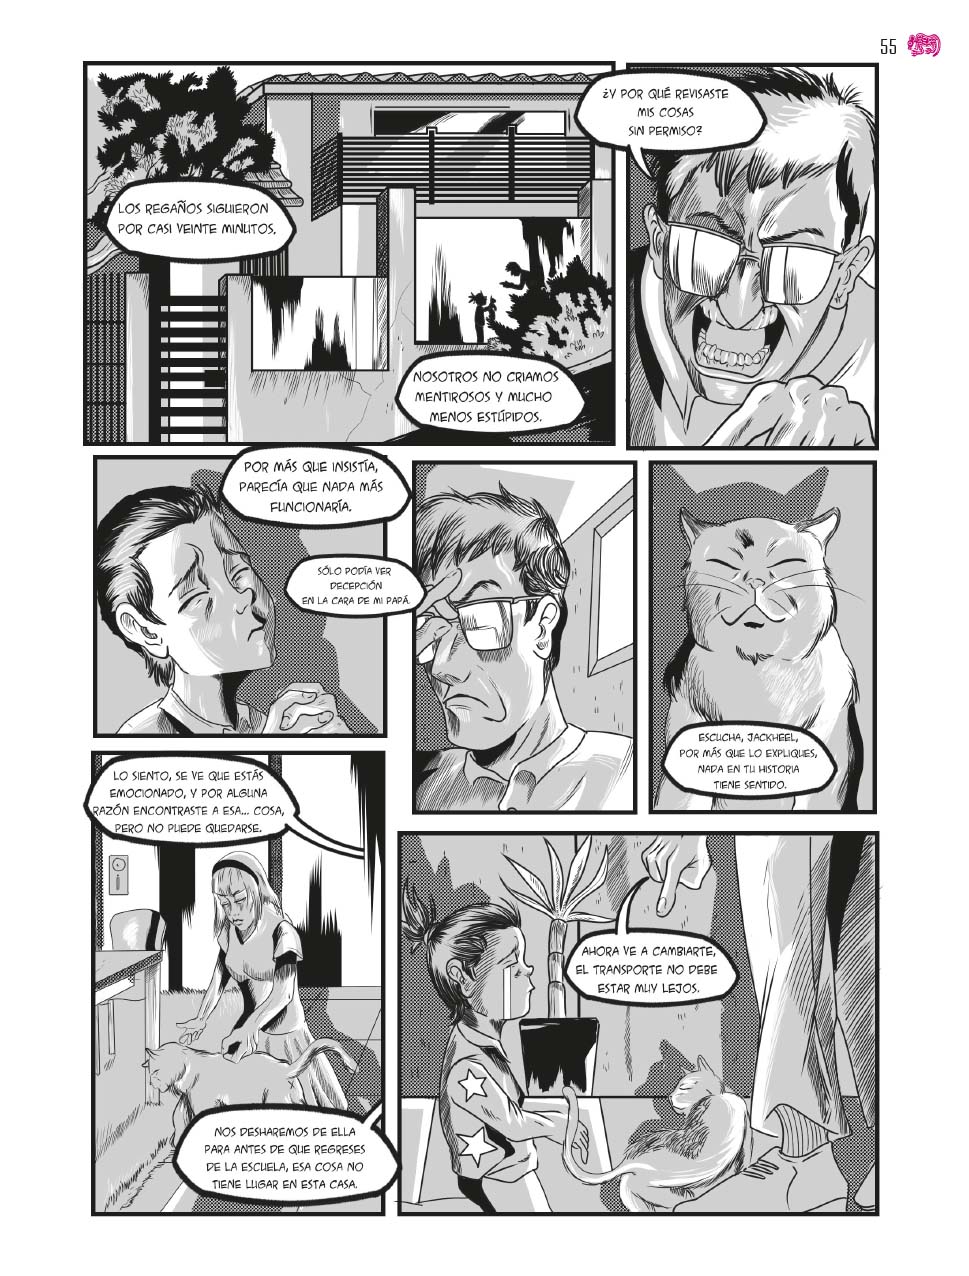 55
LOS REGAÑOS SIGUIERON
POR CASI VEINTE MINUTOS.
NOSOTROS NO CRIAMOS
MENTIROSOS Y MUCHO
MENOS ESTÚPIDOS.
¿Y POR QUÉ REVISASTE
MIS COSAS
SIN PERMISO?
POR MÁS QUE INSISTÍA,
PARECÍA QUE NADA MÁS
FUNCIONARÍA.
SÓLO PODÍA VER
DECEPCIÓN
EN LA CARA DE MI PAPÁ.
ESCUCHA, JACKHEEL,
POR MÁS QUE LO EXPLIQUES,
NADA EN TU HISTORIA
TIENE SENTIDO.
LO SIENTO, SE VE QUE ESTÁS
EMOCIONADO, Y POR ALGUNA
RAZÓN ENCONTRASTE A ESA... COSA,
PERO NO PUEDE QUEDARSE.
NOS DESHAREMOS DE ELLA
PARA ANTES DE QUE REGRESES
DE LA ESCUELA, ESA COSA NO
TIENE LUGAR EN ESTA CASA.
AHORA VE A CAMBIARTE,
EL TRANSPORTE NO DEBE
ESTAR MUY LEJOS.